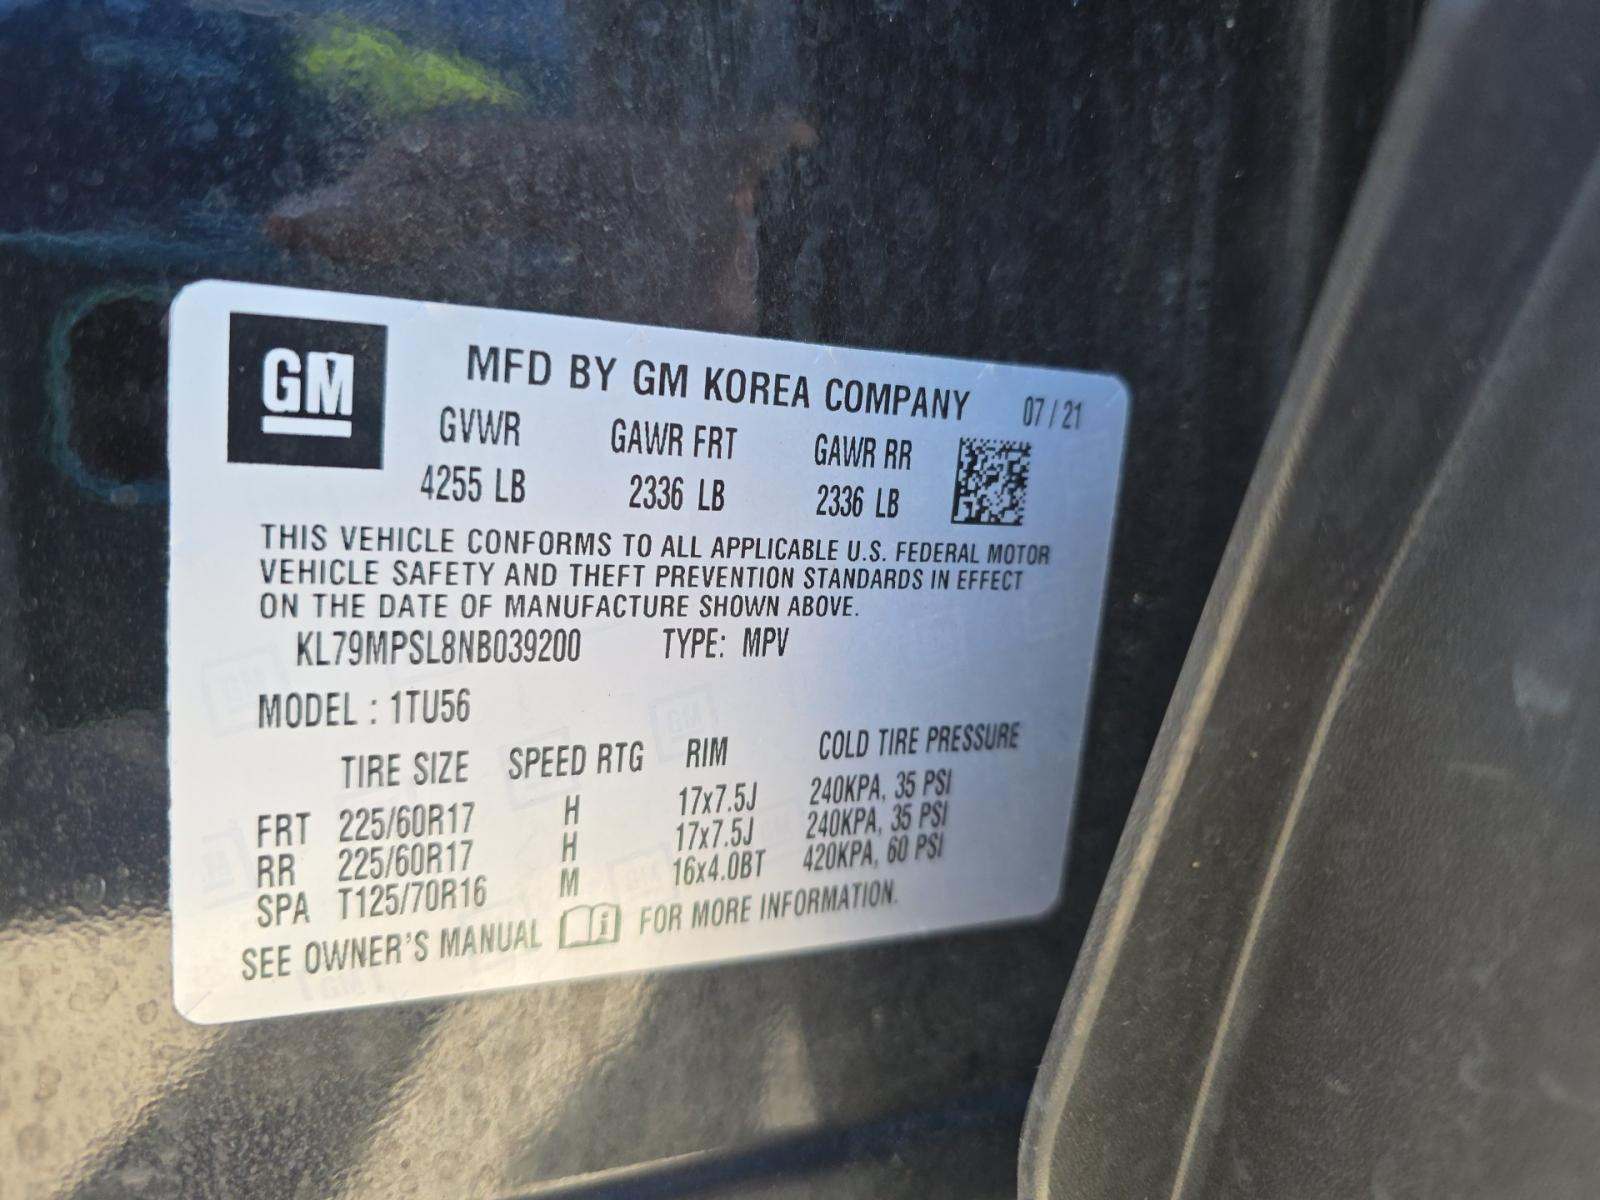 GM
MFD BY GM KOREA COMPANY 07 / 21
GVWR GAWR FRT GAWR RR
4255 LB 2336 LB 2336 LB
THIS VEHICLE CONFORMS TO ALL APPLICABLE U.S. FEDERAL MOTOR
VEHICLE SAFETY AND THEFT PREVENTION STANDARDS IN EFFECT
ON THE DATE OF MANUFACTURE SHOWN ABOVE.
KL79MPSL8NB039200 TYPE: MPV
MODEL : 1TU56
TIRE SIZE SPEED RTG RIM COLD TIRE PRESSURE
FRT 225/60R17 H 17x7.5J 240KPA, 35 PSI
RR 225/60R17 H 17x7.5J 240KPA, 35 PSI
SPA T125/70R16 M 16x4.0BT 420KPA, 60 PSI
SEE OWNER'S MANUAL i FOR MORE INFORMATION.